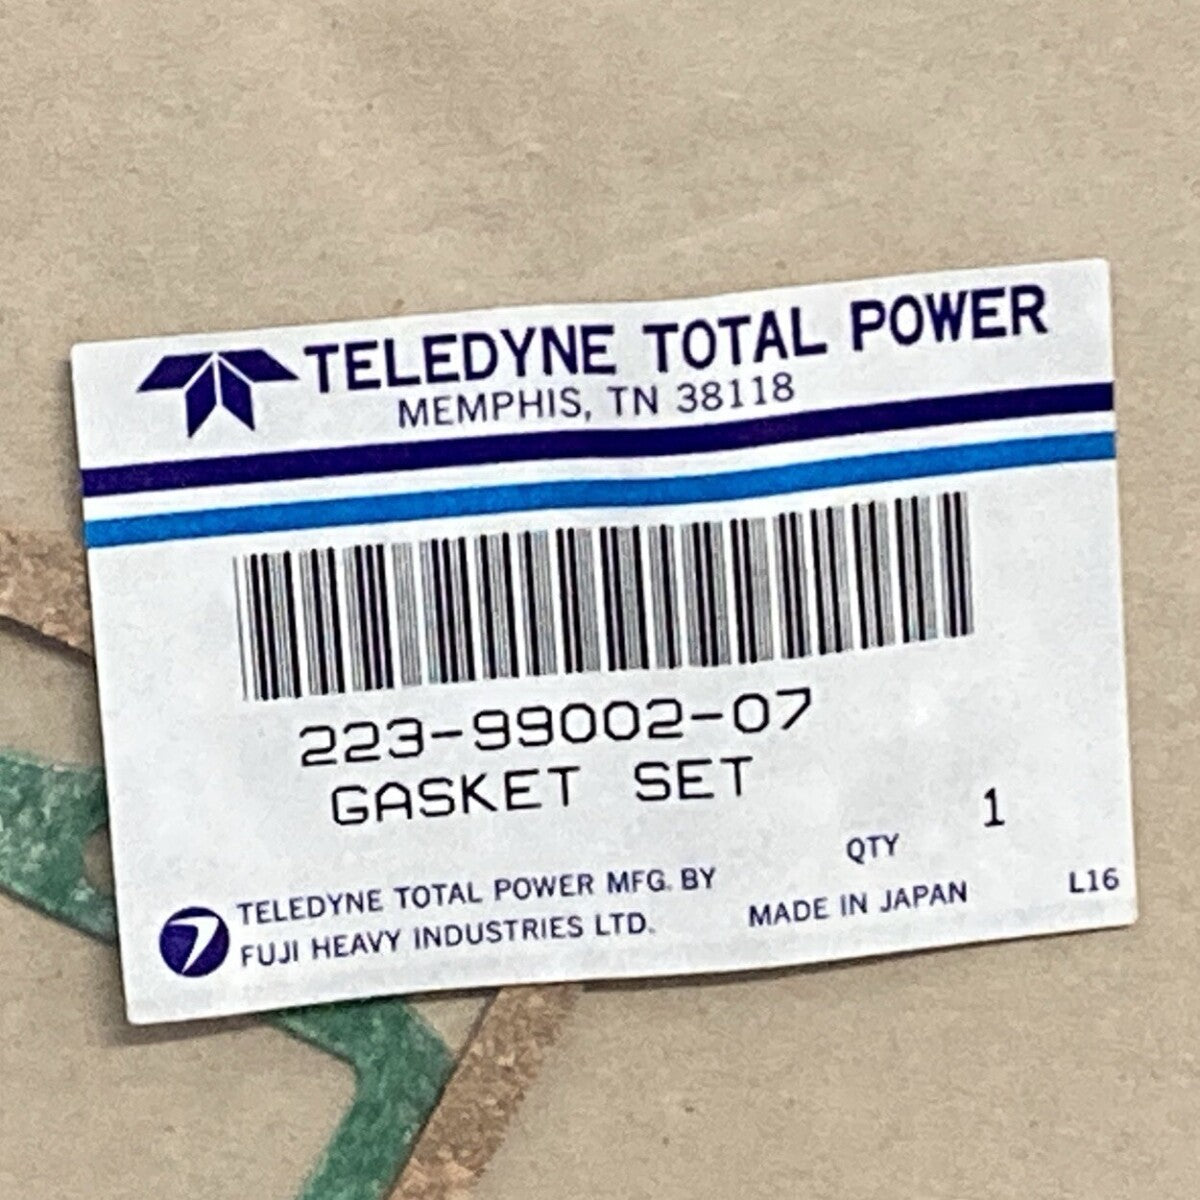 TELEDYNE TOTAL POWER
MEMPHIS, TN 38118
223-99002-07
GASKET SET
QTY 1
TELEDYNE TOTAL POWER MFG. BY
FUJI HEAVY INDUSTRIES LTD.
MADE IN JAPAN
L16